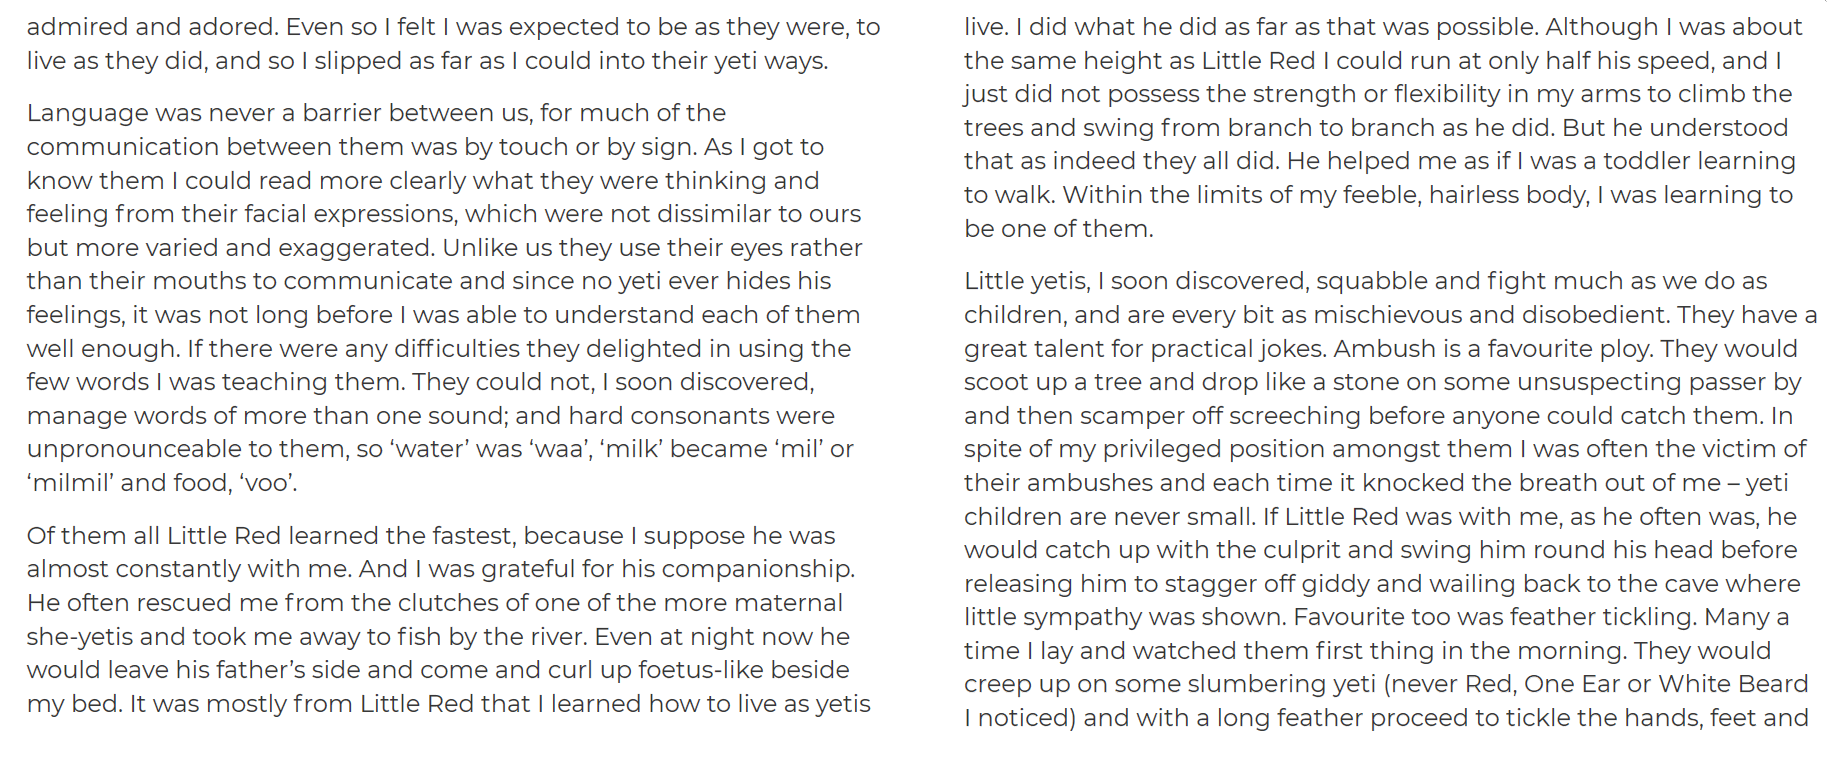 admired and adored. Even so I felt I was expected to be as they were, to
live as they did, and so I slipped as far as I could into their yeti ways.
Language was never a barrier between us, for much of the
communication between them was by touch or by sign. As I got to
know them I could read more clearly what they were thinking and
feeling from their facial expressions, which were not dissimilar to ours
but more varied and exaggerated. Unlike us they use their eyes rather
than their mouths to communicate and since no yeti ever hides his
feelings, it was not long before I was able to understand each of them
well enough. If there were any difficulties they delighted in using the
few words I was teaching them. They could not, I soon discovered,
manage words of more than one sound; and hard consonants were
unpronounceable to them, so ‘water’ was ‘waa’, ‘milk’ became ‘mil’ or
‘milmil’ and food, ‘voo’.
Of them all Little Red learned the fastest, because I suppose he was
almost constantly with me. And I was grateful for his companionship.
He often rescued me from the clutches of one of the more maternal
she-yetis and took me away to fish by the river. Even at night now he
would leave his father’s side and come and curl up foetus-like beside
my bed. It was mostly from Little Red that I learned how to live as yetis
live. I did what he did as far as that was possible. Although I was about
the same height as Little Red I could run at only half his speed, and I
just did not possess the strength or flexibility in my arms to climb the
trees and swing from branch to branch as he did. But he understood
that as indeed they all did. He helped me as if I was a toddler learning
to walk. Within the limits of my feeble, hairless body, I was learning to
be one of them.
Little yetis, I soon discovered, squabble and fight much as we do as
children, and are every bit as mischievous and disobedient. They have a
great talent for practical jokes. Ambush is a favourite ploy. They would
scoot up a tree and drop like a stone on some unsuspecting passer by
and then scamper off screeching before anyone could catch them. In
spite of my privileged position amongst them I was often the victim of
their ambushes and each time it knocked the breath out of me – yeti
children are never small. If Little Red was with me, as he often was, he
would catch up with the culprit and swing him round his head before
releasing him to stagger off giddy and wailing back to the cave where
little sympathy was shown. Favourite too was feather tickling. Many a
time I lay and watched them first thing in the morning. They would
creep up on some slumbering yeti (never Red, One Ear or White Beard
I noticed) and with a long feather proceed to tickle the hands, feet and